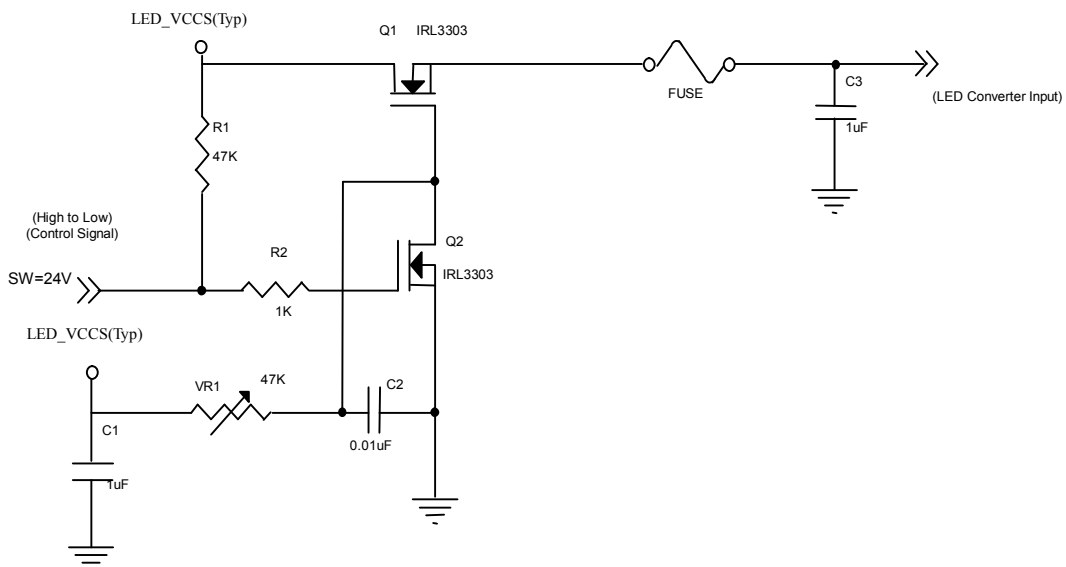 LED_VCCS(Typ)
Q1 IRL3303
FUSE
C3
1uF
(LED Converter Input)
R1
47K
(High to Low)
(Control Signal)
SW=24V
R2
1K
Q2
IRL3303
LED_VCCS(Typ)
VR1
47K
C2
0.01uF
C1
1uF